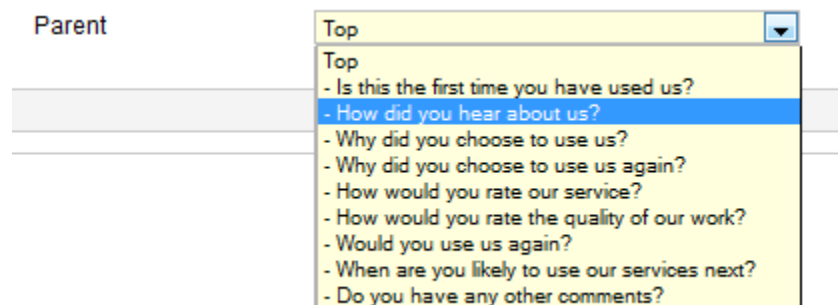 Parent
Top
Top
- Is this the first time you have used us?
- How did you hear about us?
- Why did you choose to use us?
- Why did you choose to use us again?
- How would you rate our service?
- How would you rate the quality of our work?
- Would you use us again?
- When are you likely to use our services next?
- Do you have any other comments?